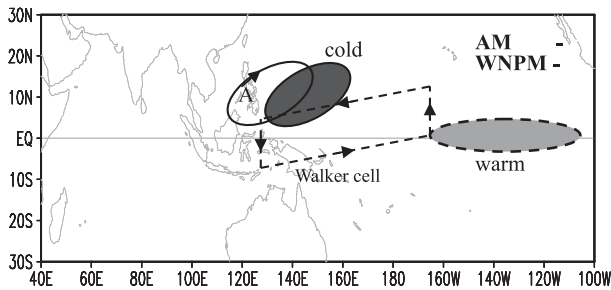 30N
cold
AM -
20N
WNPM -
A
10N
EQ
warm
10S
Walker cell
20S
30S
40E 60E 80E 100E 120E 140E 160E 180 160W 140W 120W 100W